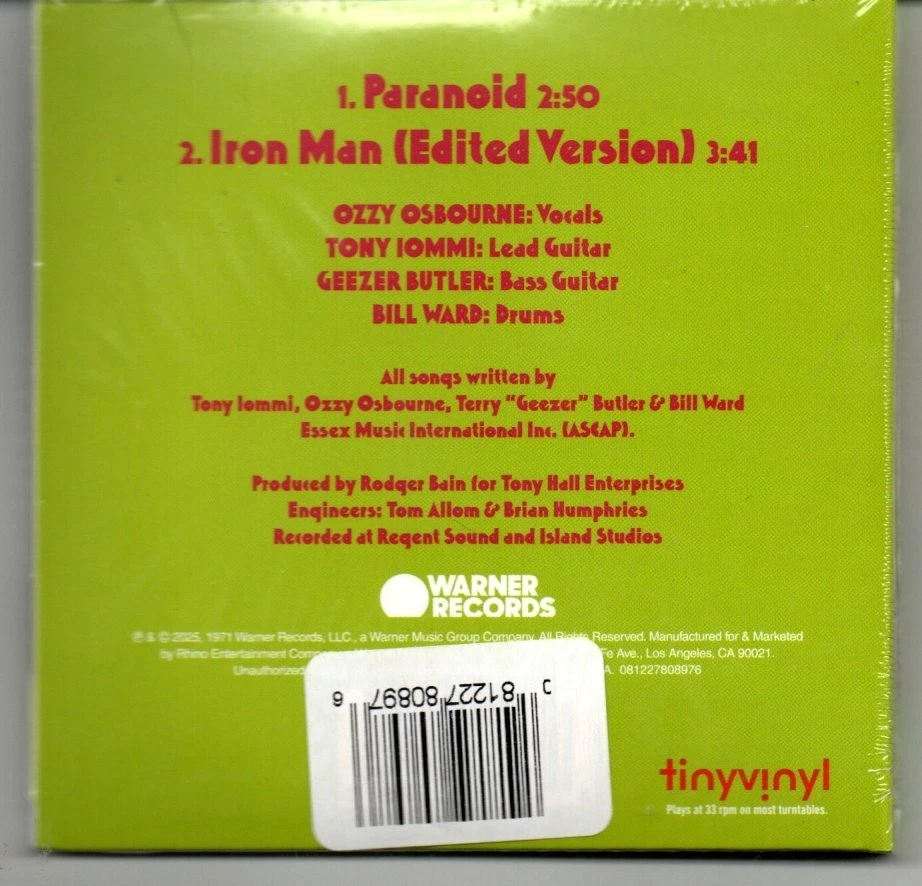 1. Paranoid 2:50
2. Iron Man (Edited Version) 3:41
OZZY OSBOURNE: Vocals
TONY IOMMI: Lead Guitar
GEEZER BUTLER: Bass Guitar
BILL WARD: Drums
All songs written by
Tony Iommi, Ozzy Osbourne, Terry "Geezer" Butler & Bill Ward
Essex Music International Inc. (ASCAP).
Produced by Rodger Bain for Tony Hall Enterprises
Engineers: Tom Allom & Brian Humphries
Recorded at Regent Sound and Island Studios
WARNER
RECORDS
℗ & © 2025, 1971 Warner Records, LLC., a Warner Music Group Company. All Rights Reserved. Manufactured for & Marketed
by Rhino Entertainment Fe Ave., Los Angeles, CA 90021.
Unauthorized 081227808976
0 81227 80897 6
tinyvinyl
Plays at 33 rpm on most turntables.